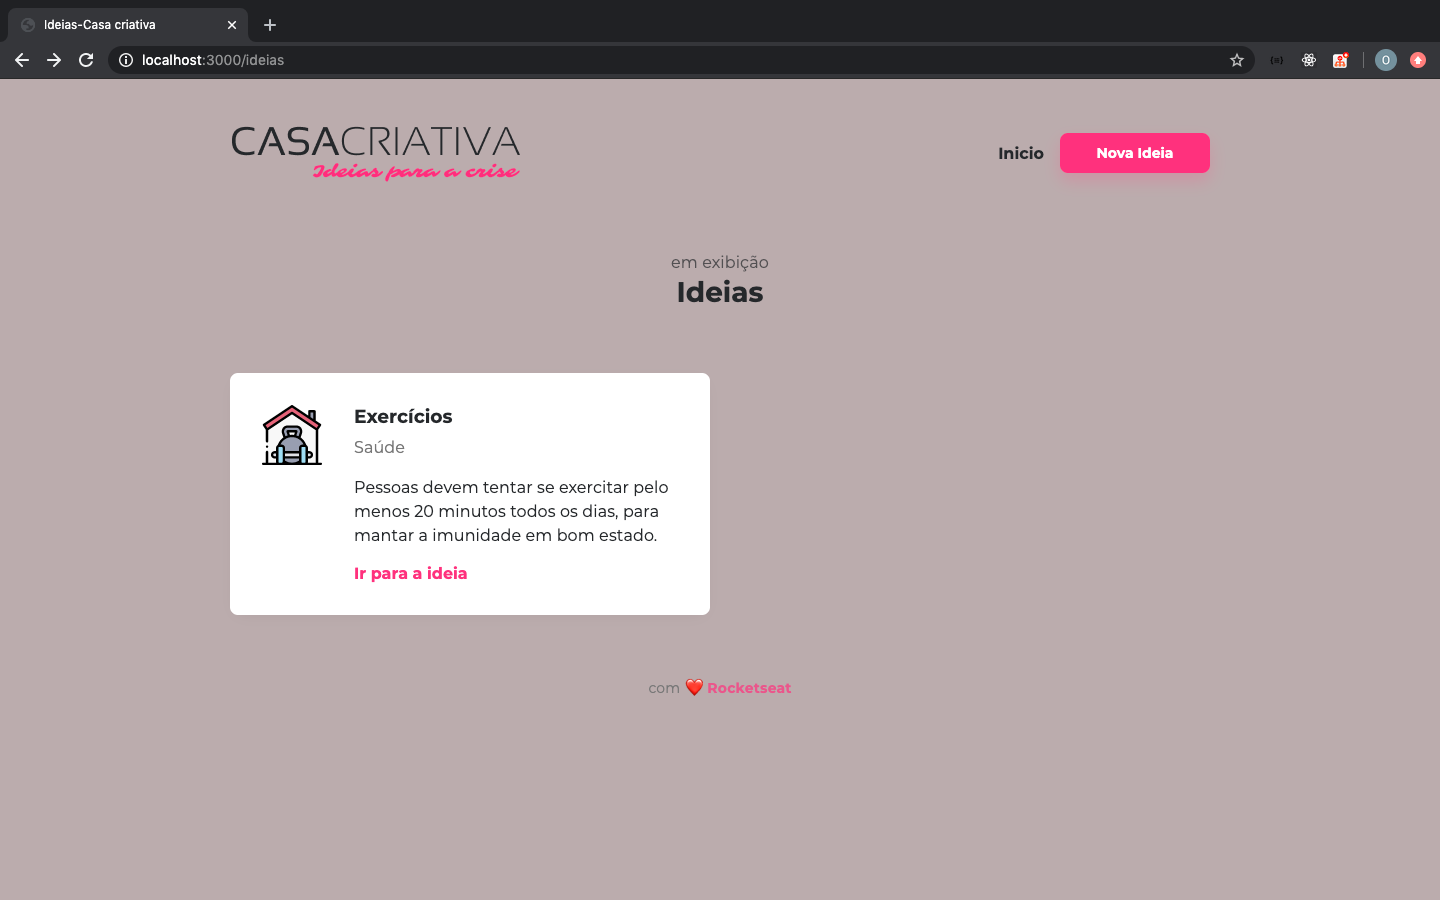 Ideias-Casa criativa
localhost:3000/ideias
O
CASACRIATIVA
Ideias para a crise
Inicio
Nova Ideia
em exibição
Ideias
Exercícios
Saúde
Pessoas devem tentar se exercitar pelo
menos 20 minutos todos os dias, para
mantar a imunidade em bom estado.
Ir para a ideia
com ❤️ Rocketseat